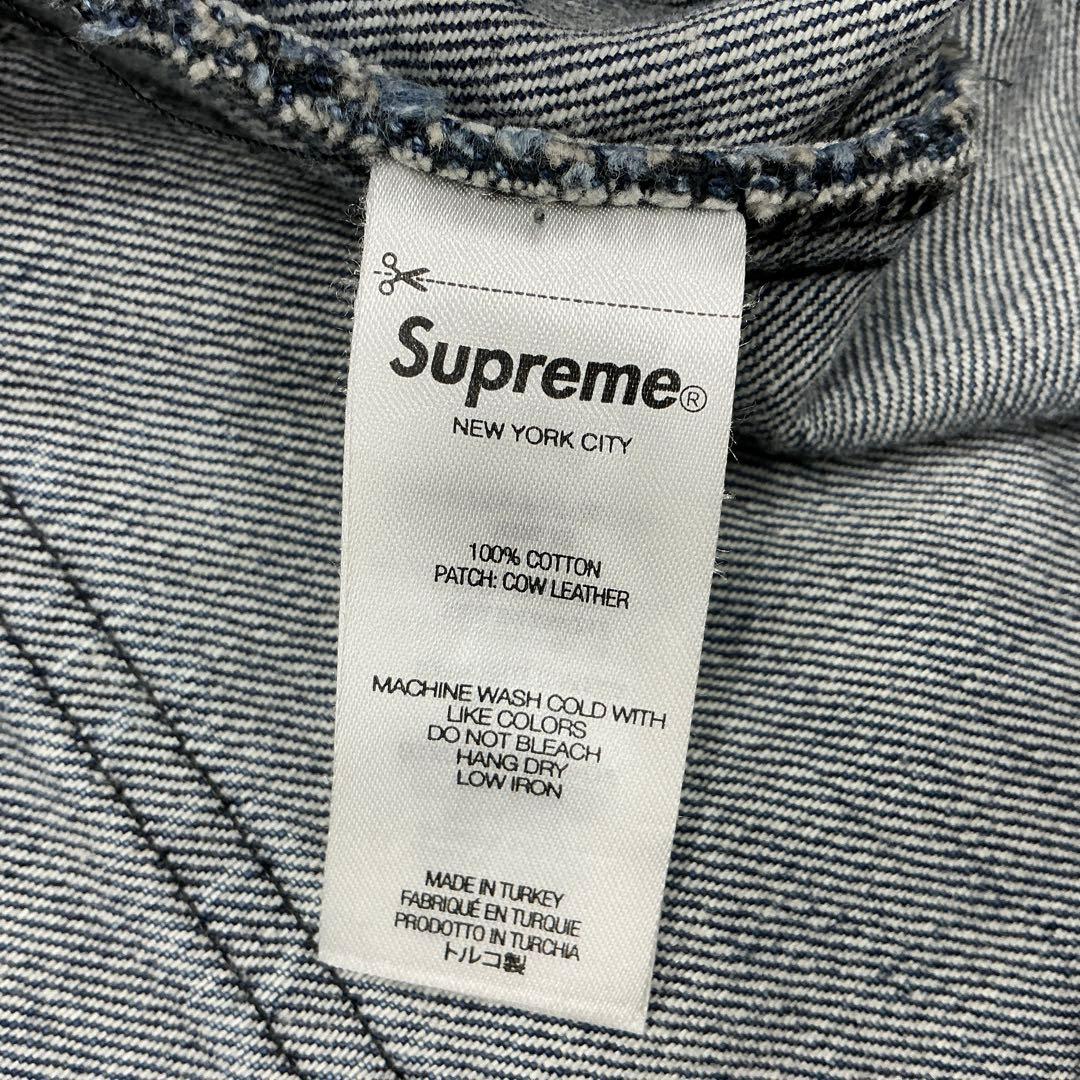 Supreme®
NEW YORK CITY
100% COTTON
PATCH: COW LEATHER
MACHINE WASH COLD WITH
LIKE COLORS
DO NOT BLEACH
HANG DRY
LOW IRON
MADE IN TURKEY
FABRIQUÉ EN TURQUIE
PRODOTTO IN TURCHIA
トルコ製